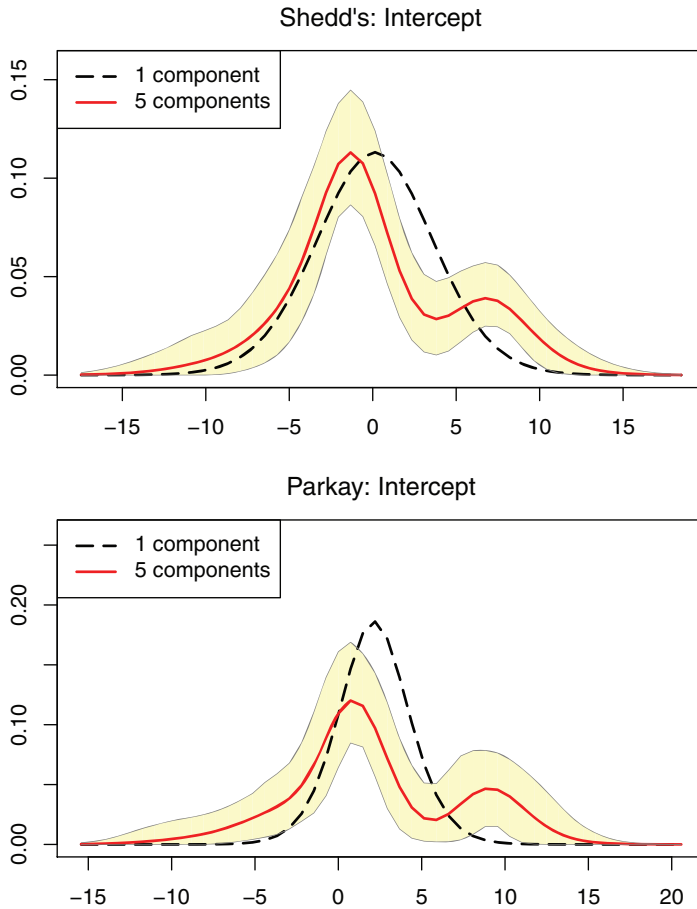 Shedd's: Intercept
1 component
5 components
0.15
0.10
0.05
0.00
−15 −10 −5 0 5 10 15
Parkay: Intercept
1 component
5 components
0.20
0.10
0.00
−15 −10 −5 0 5 10 15 20